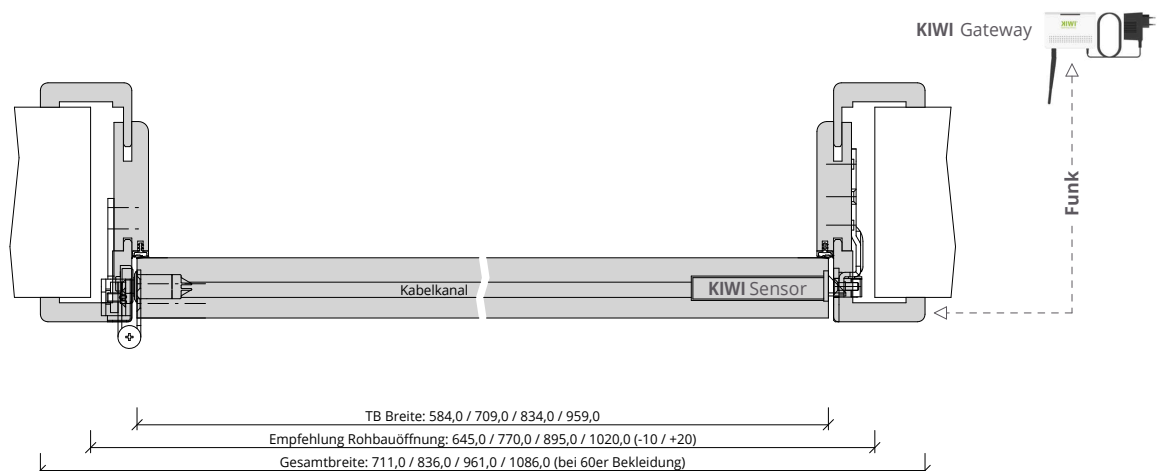 KIWI Gateway
KIWI
Funk
Kabelkanal
KIWI Sensor
TB Breite: 584,0 / 709,0 / 834,0 / 959,0
Empfehlung Rohbauöffnung: 645,0 / 770,0 / 895,0 / 1020,0 (-10 / +20)
Gesamtbreite: 711,0 / 836,0 / 961,0 / 1086,0 (bei 60er Bekleidung)